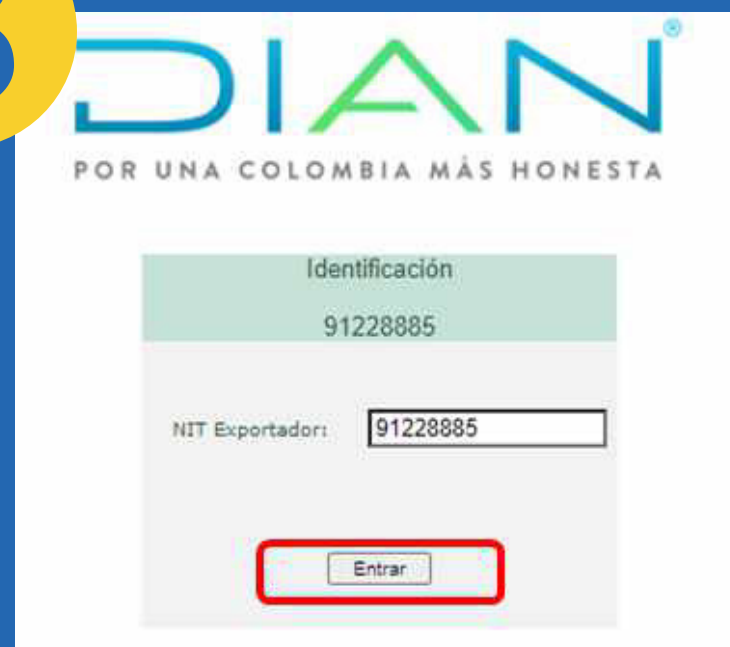 DIAN®
POR UNA COLOMBIA MÁS HONESTA
Identificación
91228885
NIT Exportador: 91228885
Entrar